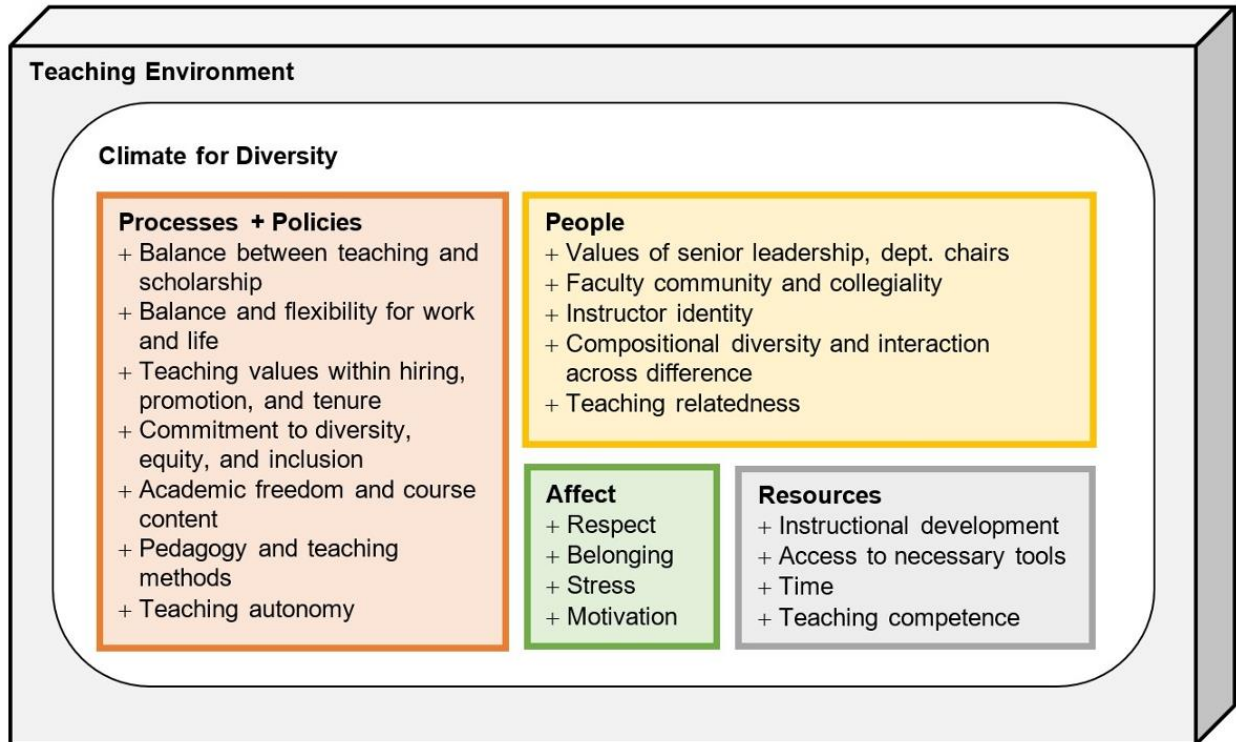 Teaching Environment
Climate for Diversity
Processes + Policies
+ Balance between teaching and
scholarship
+ Balance and flexibility for work
and life
+ Teaching values within hiring,
promotion, and tenure
+ Commitment to diversity,
equity, and inclusion
+ Academic freedom and course
content
+ Pedagogy and teaching
methods
+ Teaching autonomy
People
+ Values of senior leadership, dept. chairs
+ Faculty community and collegiality
+ Instructor identity
+ Compositional diversity and interaction
across difference
+ Teaching relatedness
Affect
+ Respect
+ Belonging
+ Stress
+ Motivation
Resources
+ Instructional development
+ Access to necessary tools
+ Time
+ Teaching competence